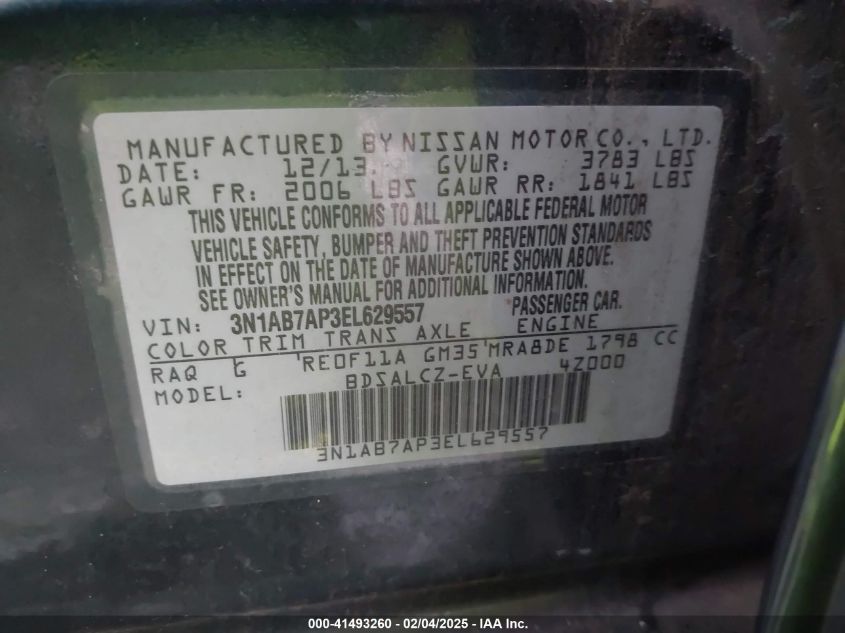 MANUFACTURED BY NISSAN MOTOR CO., LTD.
DATE: 12/13 GVWR: 3783 LBS
GAWR FR: 2006 LBS GAWR RR: 1841 LBS
THIS VEHICLE CONFORMS TO ALL APPLICABLE FEDERAL MOTOR
VEHICLE SAFETY, BUMPER AND THEFT PREVENTION STANDARDS
IN EFFECT ON THE DATE OF MANUFACTURE SHOWN ABOVE.
SEE OWNER'S MANUAL FOR ADDITIONAL INFORMATION.
VIN: 3N1AB7AP3EL629557 PASSENGER CAR.
COLOR TRIM TRANS AXLE ENGINE
RAQ G RE0F11A GM35 MRA8DE 1798 CC
MODEL: BDSALCZ-EVA 4Z000
3N1AB7AP3EL629557
000-41493260 - 02/04/2025 - IAA, Inc.